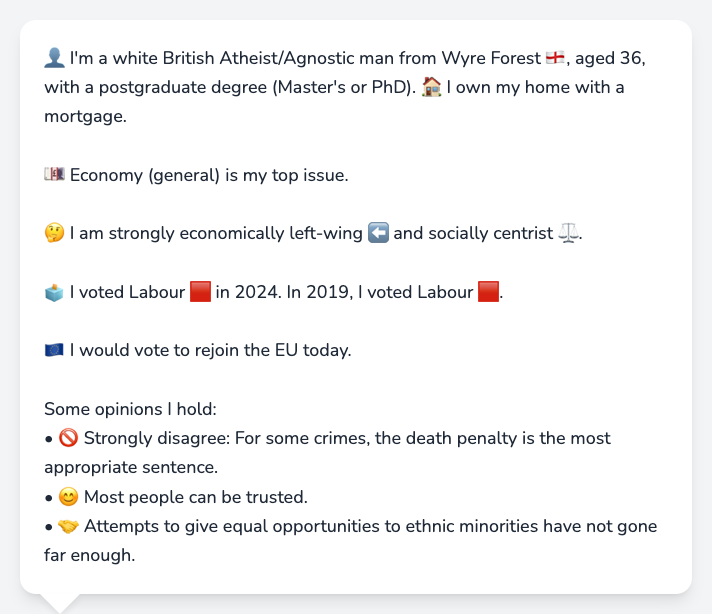 👤 I'm a white British Atheist/Agnostic man from Wyre Forest 🏴󠁧󠁢󠁥󠁮󠁧󠁿, aged 36,
with a postgraduate degree (Master's or PhD). 🏠 I own my home with a
mortgage.
💷 Economy (general) is my top issue.
🤔 I am strongly economically left-wing ⬅️ and socially centrist ⚖️.
🗳️ I voted Labour 🟥 in 2024. In 2019, I voted Labour 🟥.
🇪🇺 I would vote to rejoin the EU today.
Some opinions I hold:
• 🚫 Strongly disagree: For some crimes, the death penalty is the most
appropriate sentence.
• 😊 Most people can be trusted.
• 🤝 Attempts to give equal opportunities to ethnic minorities have not gone
far enough.